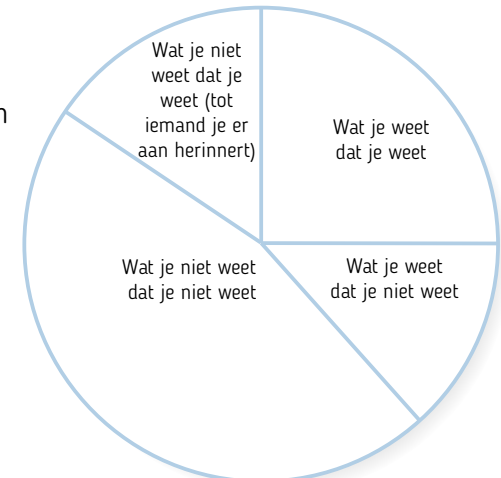 Wat je niet
weet dat je
weet (tot
iemand je er
aan herinnert)
Wat je weet
dat je weet
Wat je niet weet
dat je niet weet
Wat je weet
dat je niet weet
n